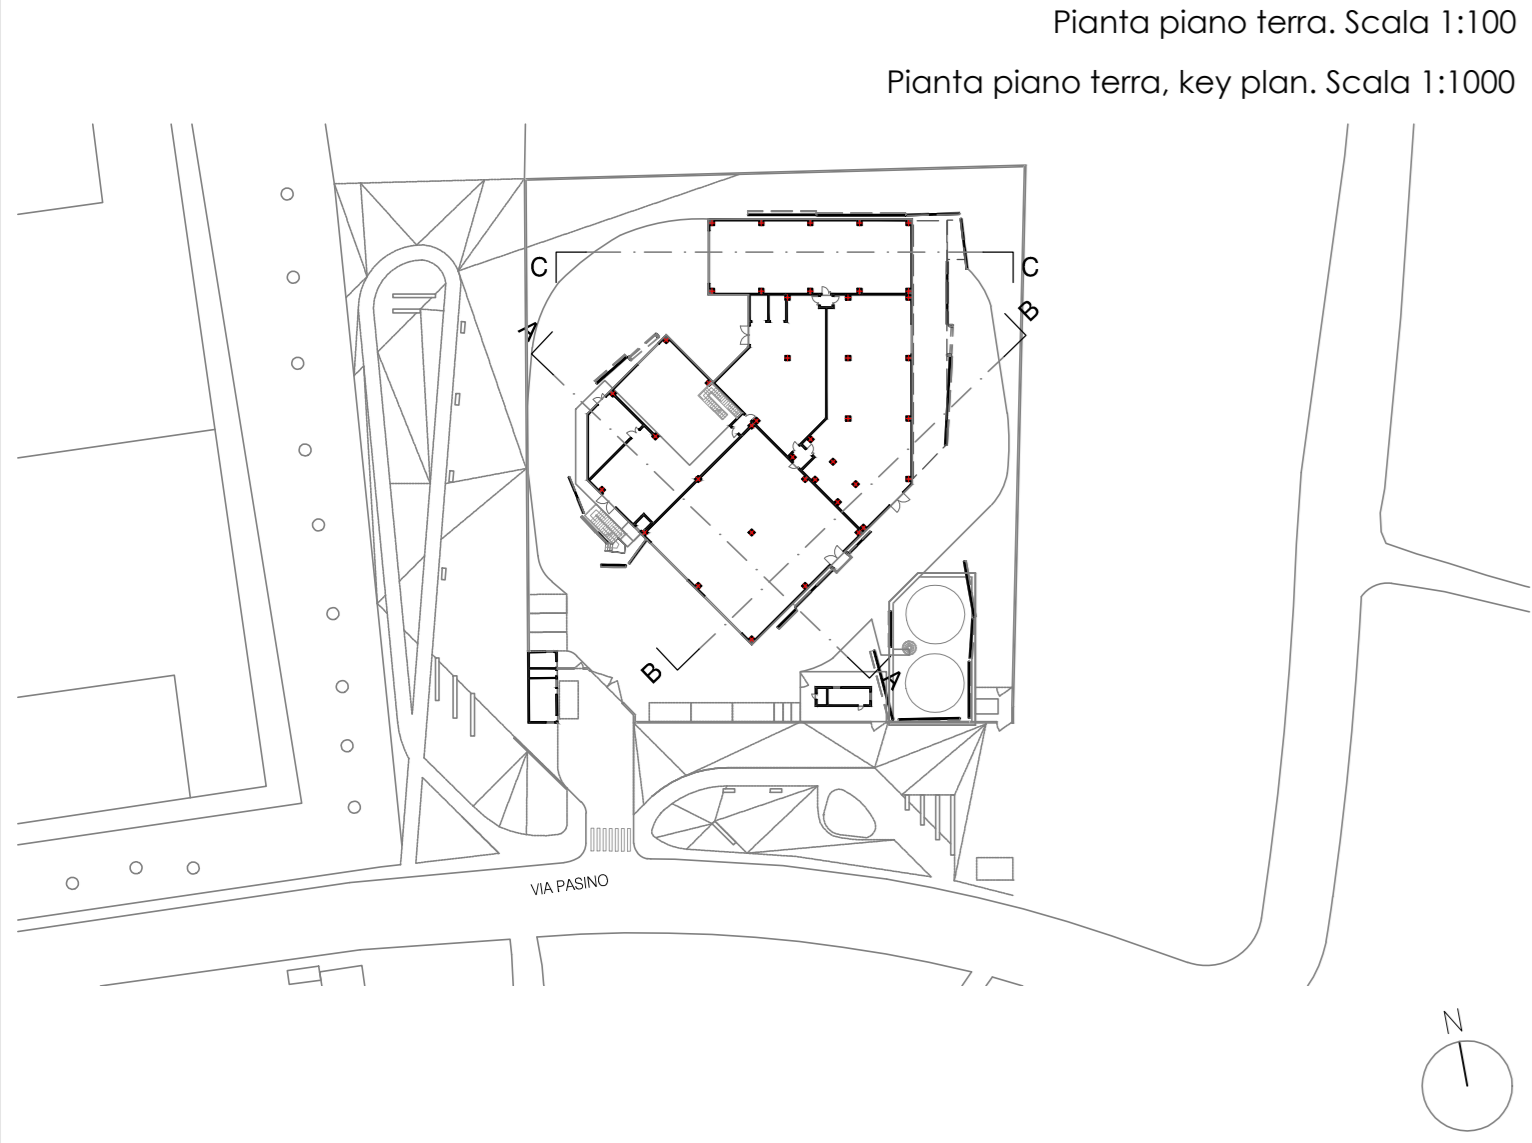 Pianta piano terra. Scala 1:100
Pianta piano terra, key plan. Scala 1:1000
C
C
B
A
B
A
VIA PASINO
N